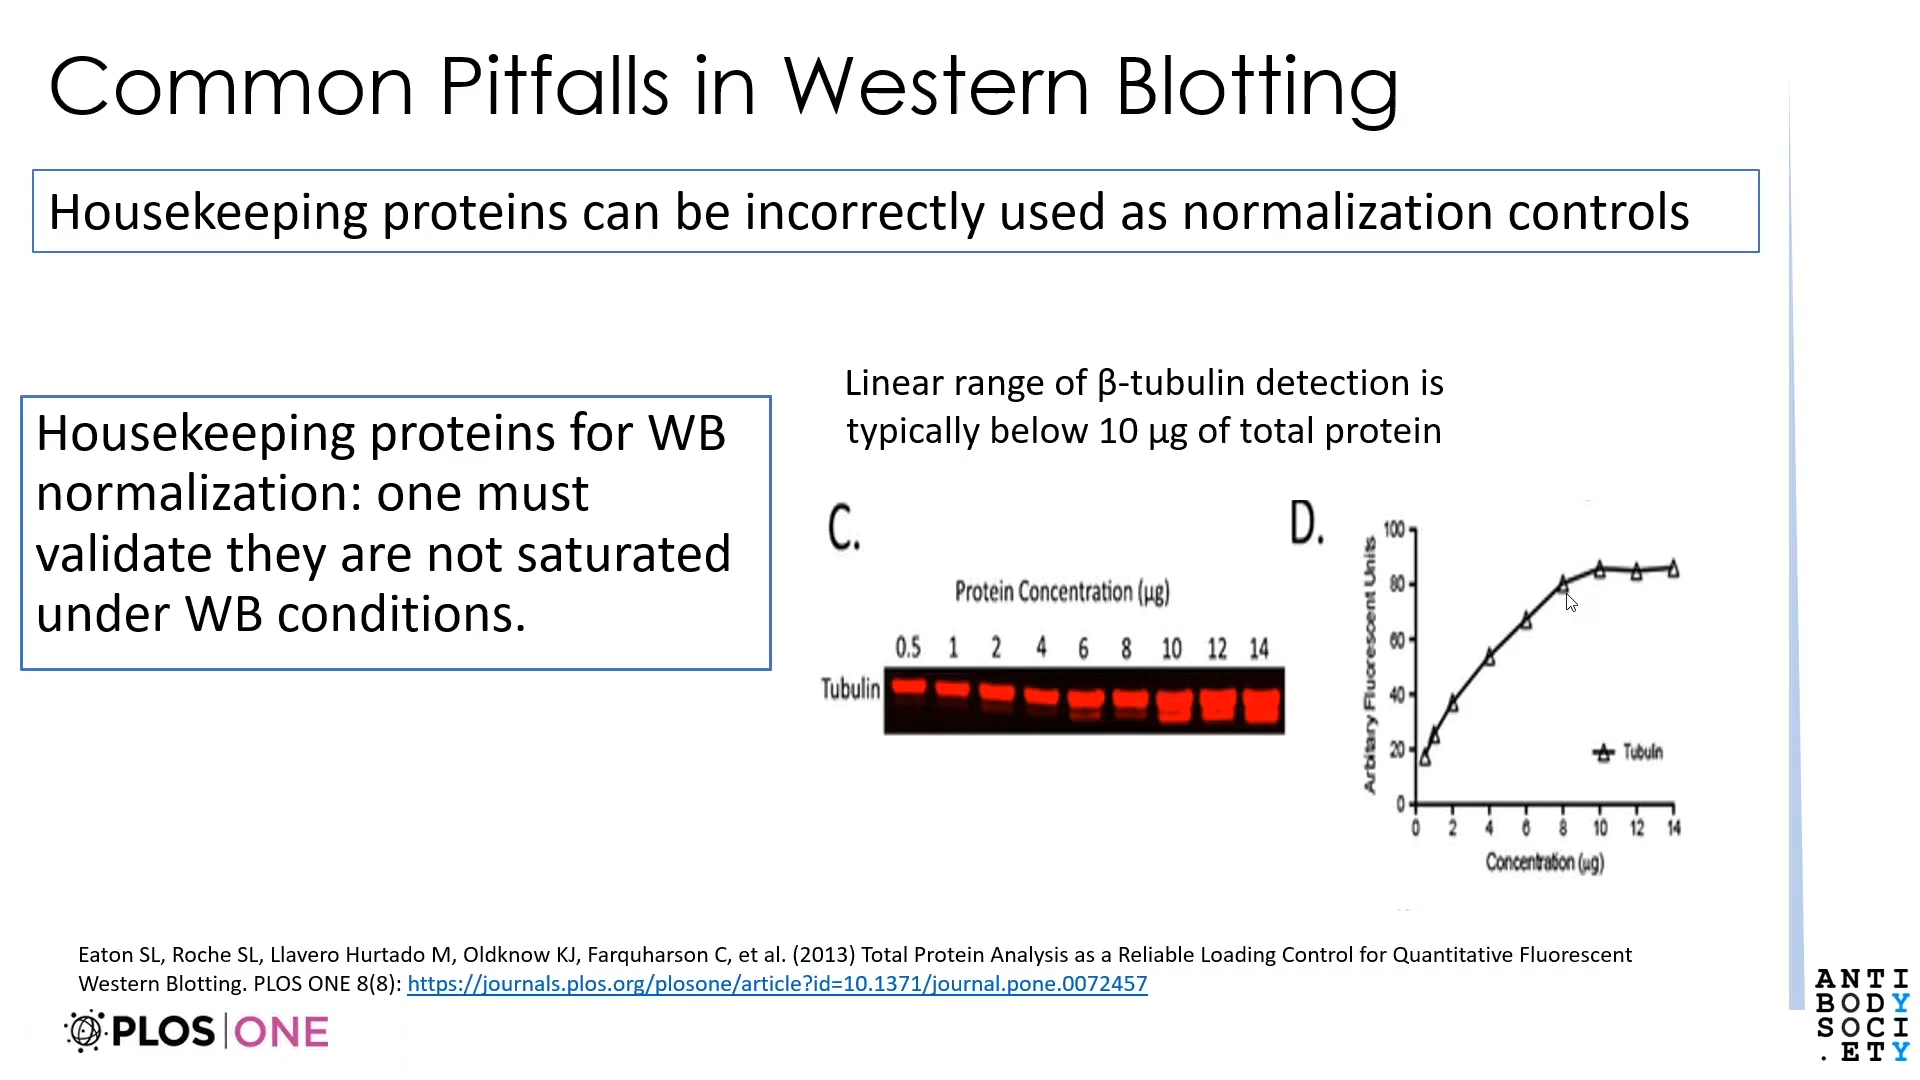 Common Pitfalls in Western Blotting
Housekeeping proteins can be incorrectly used as normalization controls
Housekeeping proteins for WB
normalization: one must
validate they are not saturated
under WB conditions.
Linear range of β-tubulin detection is
typically below 10 µg of total protein
C.
Protein Concentration (µg)
0.5 1 2 4 6 8 10 12 14
Tubulin
D.
Arbitary Fluorescent Units
100
80
60
40
20
0
Tubulin
0 2 4 6 8 10 12 14
Concentration (µg)
Eaton SL, Roche SL, Llavero Hurtado M, Oldknow KJ, Farquharson C, et al. (2013) Total Protein Analysis as a Reliable Loading Control for Quantitative Fluorescent
Western Blotting. PLOS ONE 8(8): https://journals.plos.org/plosone/article?id=10.1371/journal.pone.0072457
PLOS|ONE
ANTI
BODY
SOCI
.ETY